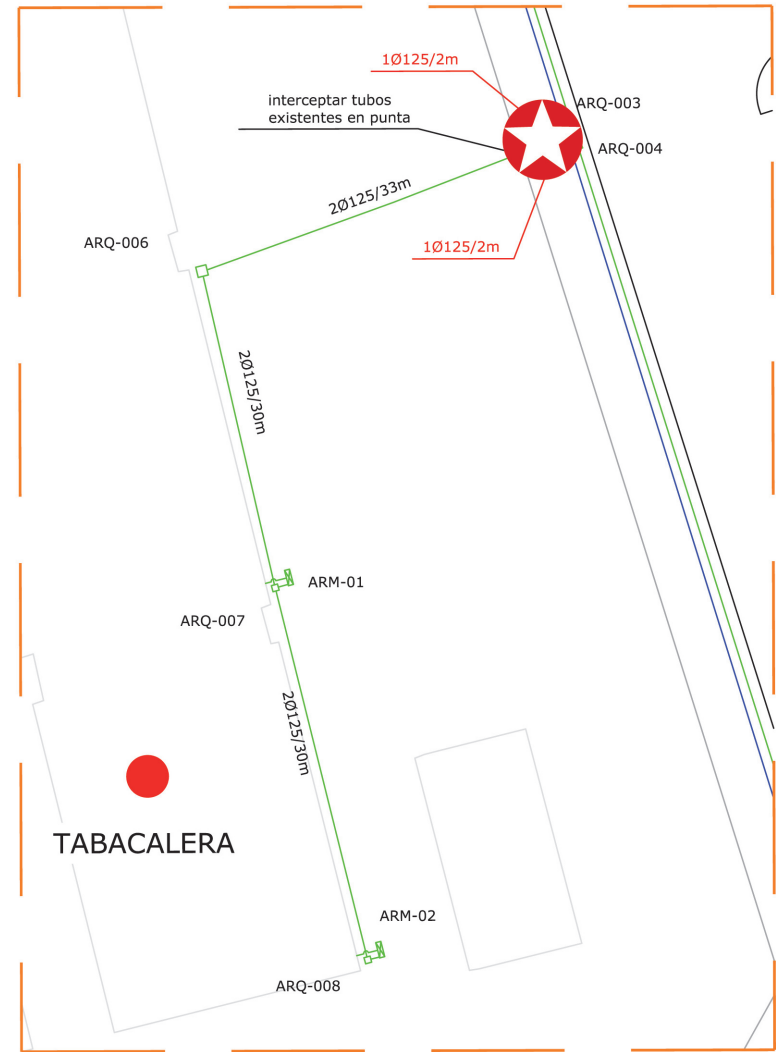 1Ø125/2m
ARQ-003
interceptar tubos
existentes en punta
ARQ-004
2Ø125/33m
ARQ-006
1Ø125/2m
2Ø125/30m
ARM-01
ARQ-007
2Ø125/30m
TABACALERA
ARM-02
ARQ-008